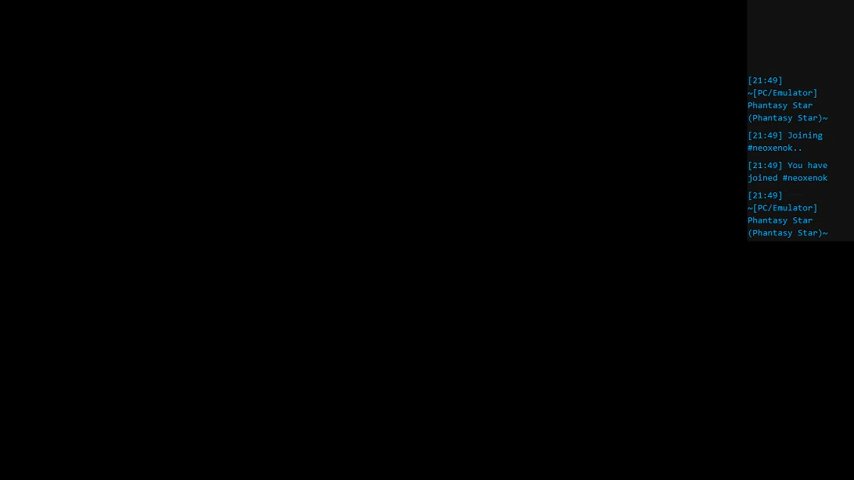 [21:49]
~[PC/Emulator]
Phantasy Star
(Phantasy Star)~
[21:49] Joining
#neoxenok..
[21:49] You have
joined #neoxenok
[21:49]
~[PC/Emulator]
Phantasy Star
(Phantasy Star)~